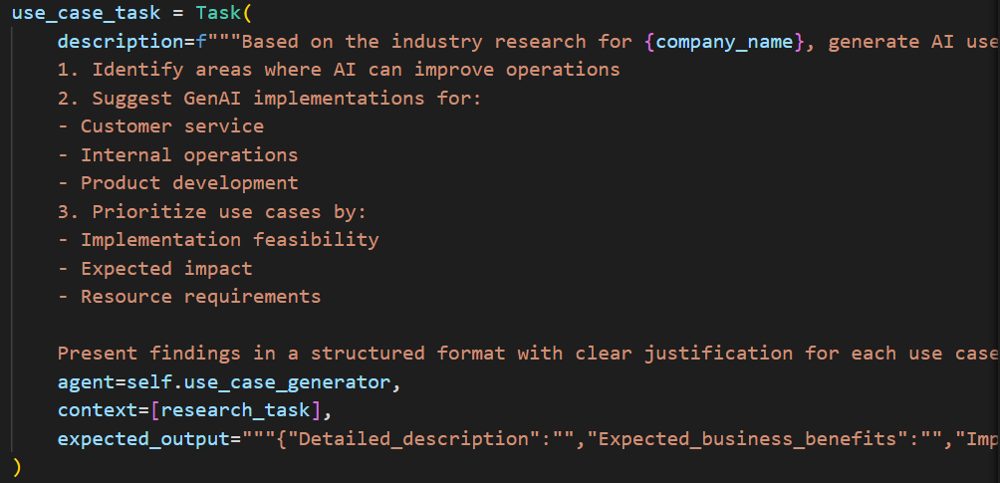 use_case_task = Task(
    description=f"""Based on the industry research for {company_name}, generate AI use
    1. Identify areas where AI can improve operations
    2. Suggest GenAI implementations for:
    - Customer service
    - Internal operations
    - Product development
    3. Prioritize use cases by:
    - Implementation feasibility
    - Expected impact
    - Resource requirements
    Present findings in a structured format with clear justification for each use case
    agent=self.use_case_generator,
    context=[research_task],
    expected_output="""{"Detailed_description":"","Expected_business_benefits":"","Imp
)